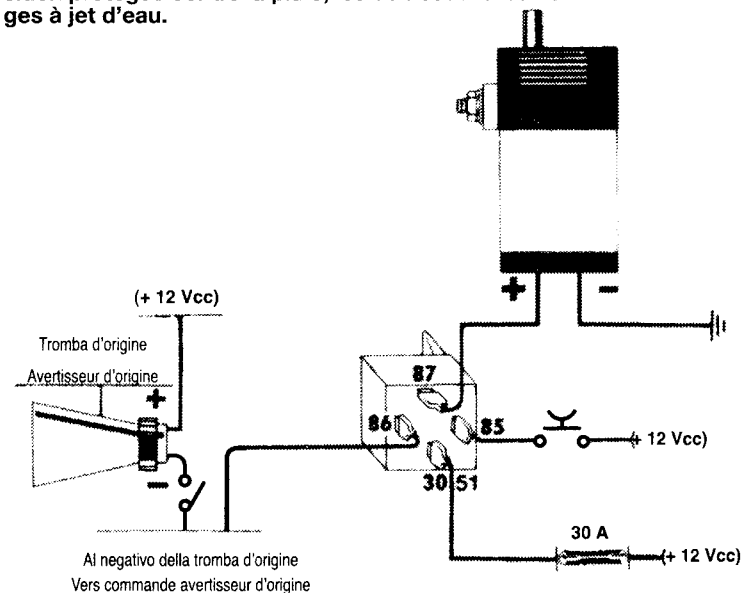 ges à jet d'eau.
+ −
(+ 12 Vcc)
Tromba d'origine
Avertisseur d'origine
+
−
87
86
85
30/51
(+ 12 Vcc)
30 A
(+ 12 Vcc)
Al negativo della tromba d'origine
Vers commande avertisseur d'origine